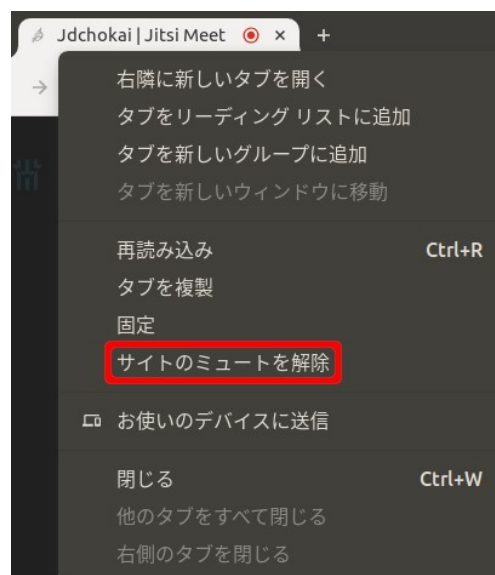 Jdchokai | Jitsi Meet
右隣に新しいタブを開く
タブをリーディング リストに追加
タブを新しいグループに追加
タブを新しいウィンドウに移動
再読み込み Ctrl+R
タブを複製
固定
サイトのミュートを解除
お使いのデバイスに送信
閉じる Ctrl+W
他のタブをすべて閉じる
右側のタブを閉じる